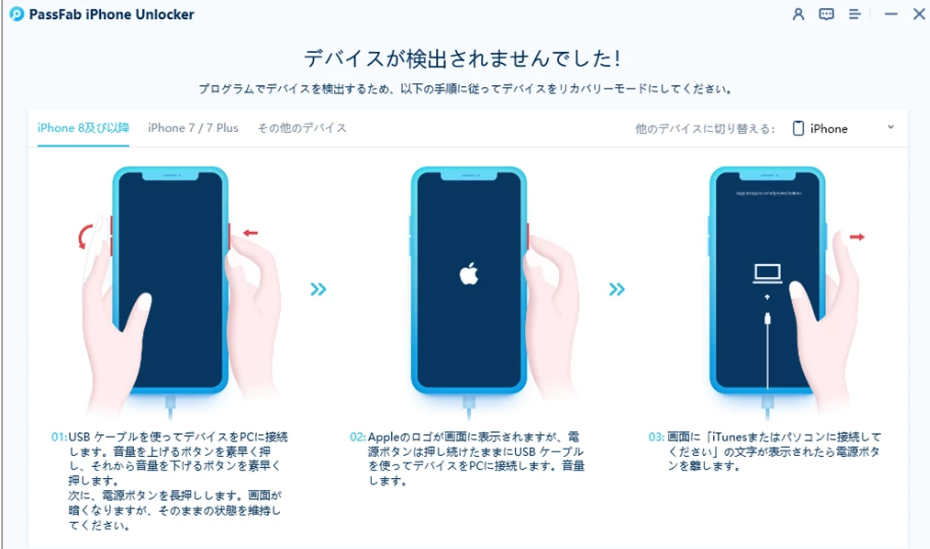 PassFab iPhone Unlocker
デバイスが検出されませんでした!
プログラムでデバイスを検出するため、以下の手順に従ってデバイスをリカバリーモードにしてください。
iPhone 8及び以降 iPhone 7 / 7 Plus その他のデバイス 他のデバイスに切り替える: iPhone
01:USB ケーブルを使ってデバイスをPCに接続
します。音量を上げるボタンを素早く押
し、それから音量を下げるボタンを素早く
押します。
次に、電源ボタンを長押しします。画面が
暗くなりますが、そのままの状態を維持し
てください。
02:Appleのロゴが画面に表示されますが、電
源ボタンは押し続けたままにUSB ケーブル
を使ってデバイスをPCに接続します。音量
します。
03:画面に「iTunesまたはパソコンに接続して
ください」の文字が表示されたら電源ボタ
ンを離します。